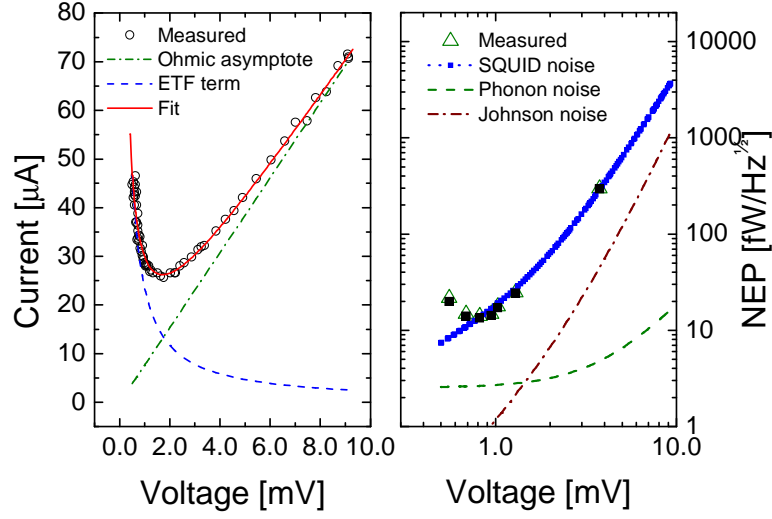 80
70
60
50
40
30
20
10
0
Current [μA]
0.0 2.0 4.0 6.0 8.0 10.0
Voltage [mV]
Measured
Ohmic asymptote
ETF term
Fit
Measured
SQUID noise
Phonon noise
Johnson noise
10000
1000
100
10
1
NEP [fW/Hz^½]
1.0 10.0
Voltage [mV]